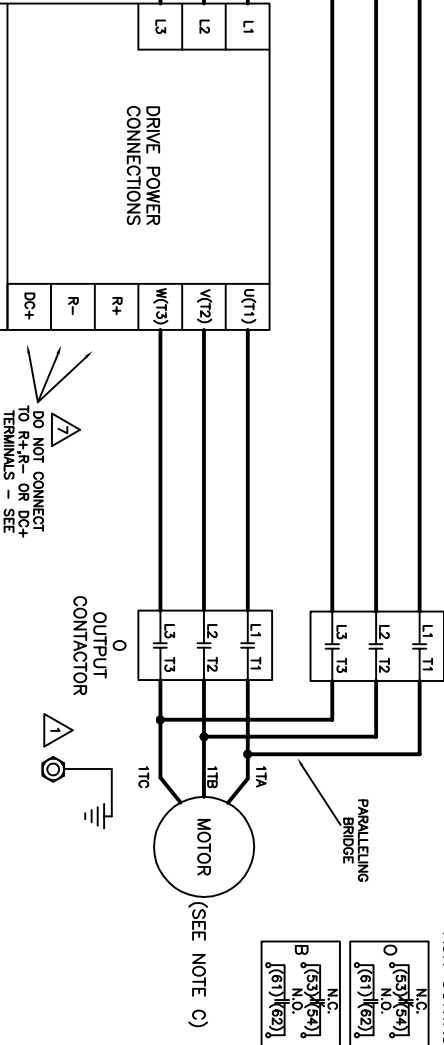 L1
L2
L3
DRIVE POWER
CONNECTIONS
U(T1)
V(T2)
W(T3)
R+
R-
DC+
7
DO NOT CONNECT
TO R+,R- OR DC+
TERMINALS - SEE
L1 T1
L2 T2
L3 T3
L1 T1
L2 T2
L3 T3
O
OUTPUT
CONTACTOR
1
PARALLELING
BRIDGE
1TA
1TB
1TC
MOTOR
(SEE NOTE C)
N.C.
O (53) (54)
N.O.
(61) (62)
N.C.
B (53) (54)
N.O.
(61) (62)